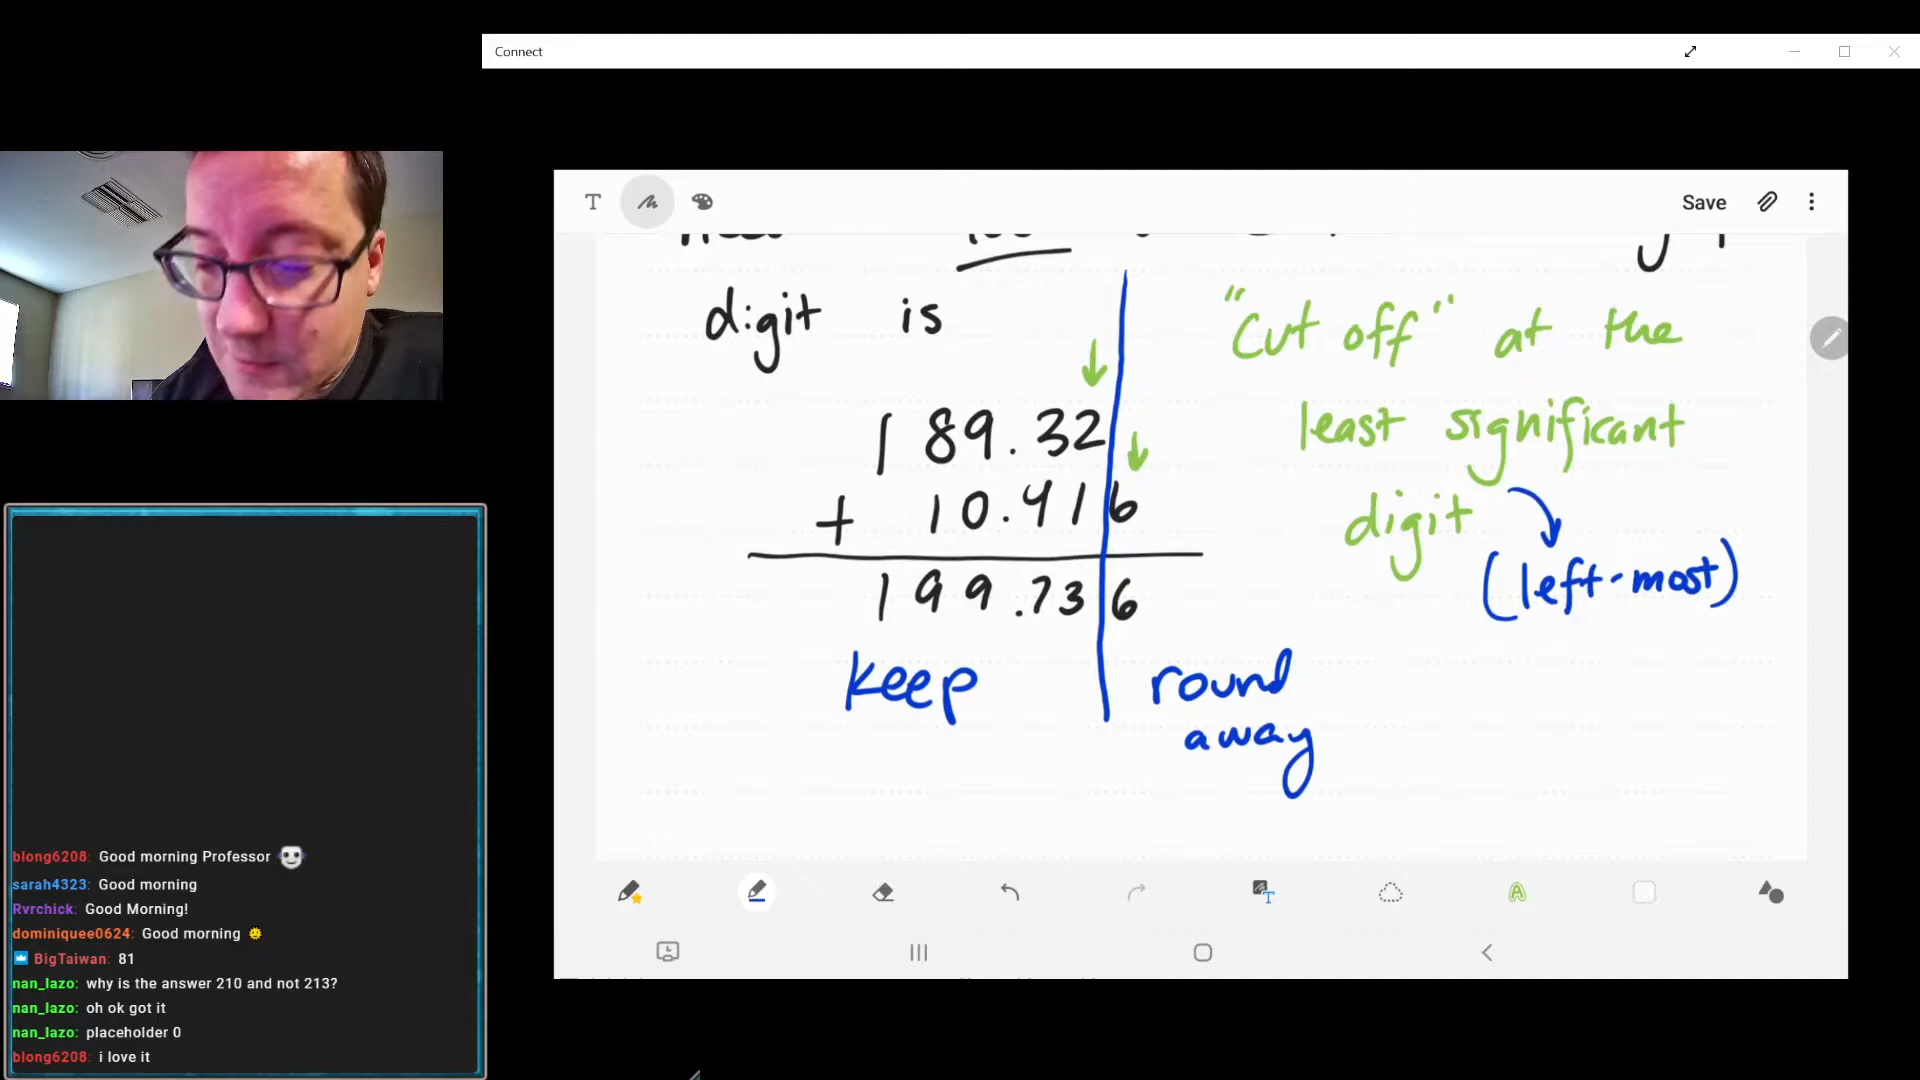 Connect
T
Save
digit is
"Cut off" at the
least significant
digit
(left-most)
189.32
+ 10.416
199.736
keep
round
away
blong6208: Good morning Professor
sarah4323: Good morning
Rvrchick: Good Morning!
dominiquee0624: Good morning
BigTaiwan: 81
nan_lazo: why is the answer 210 and not 213?
nan_lazo: oh ok got it
nan_lazo: placeholder 0
blong6208: i love it